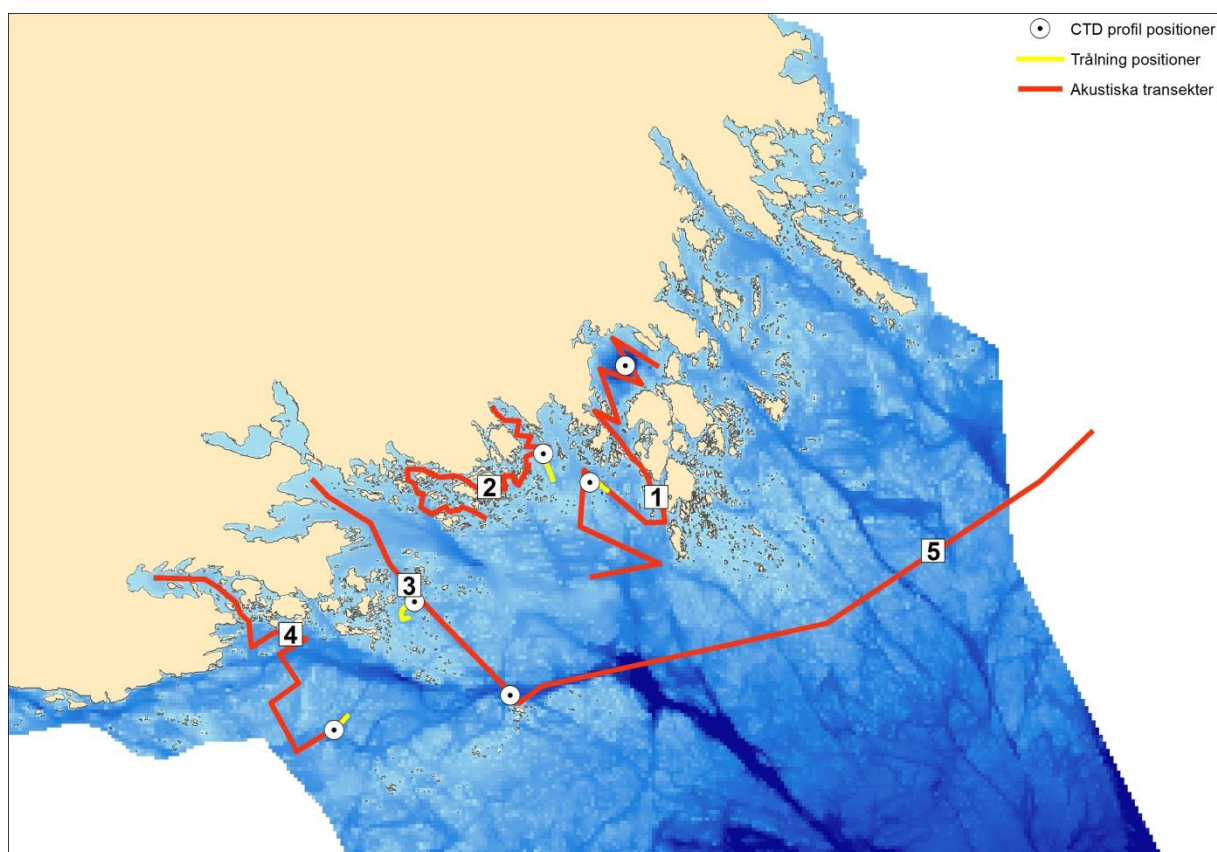 CTD profil positioner
Trålning positioner
Akustiska transekter
1
2
3
4
5